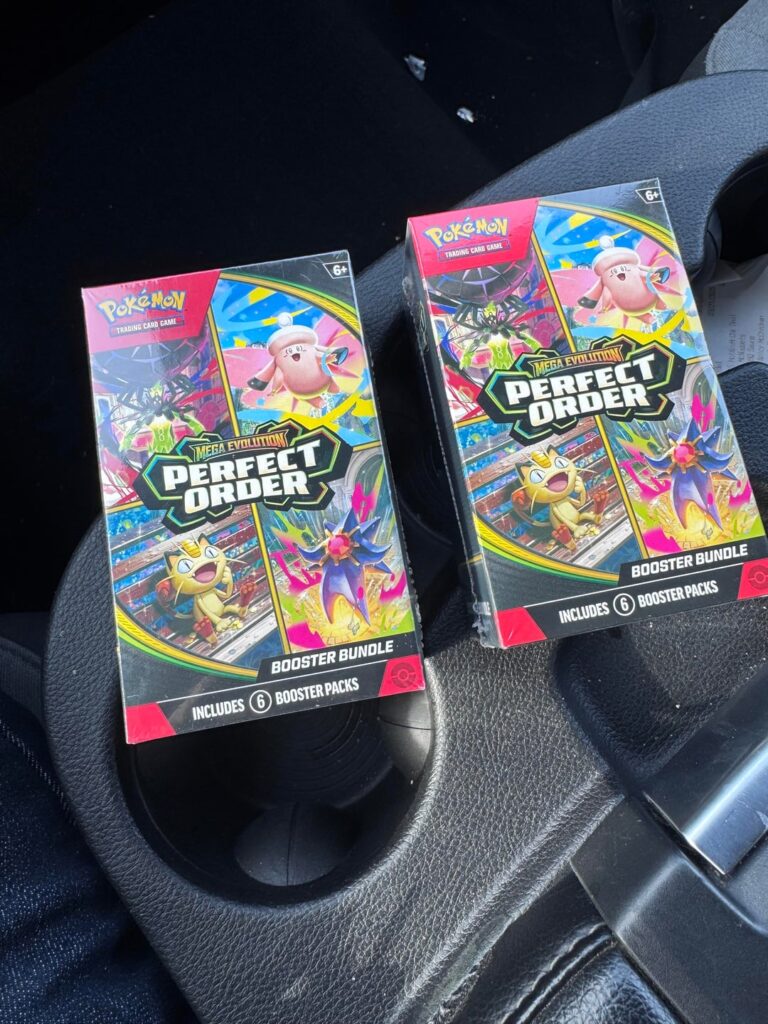 6+
Pokémon
TRADING CARD GAME
MEGA EVOLUTION
PERFECT
ORDER
BOOSTER BUNDLE
INCLUDES 6 BOOSTER PACKS
6+
Pokémon
TRADING CARD GAME
MEGA EVOLUTION
PERFECT
ORDER
BOOSTER BUNDLE
INCLUDES 6 BOOSTER PACKS